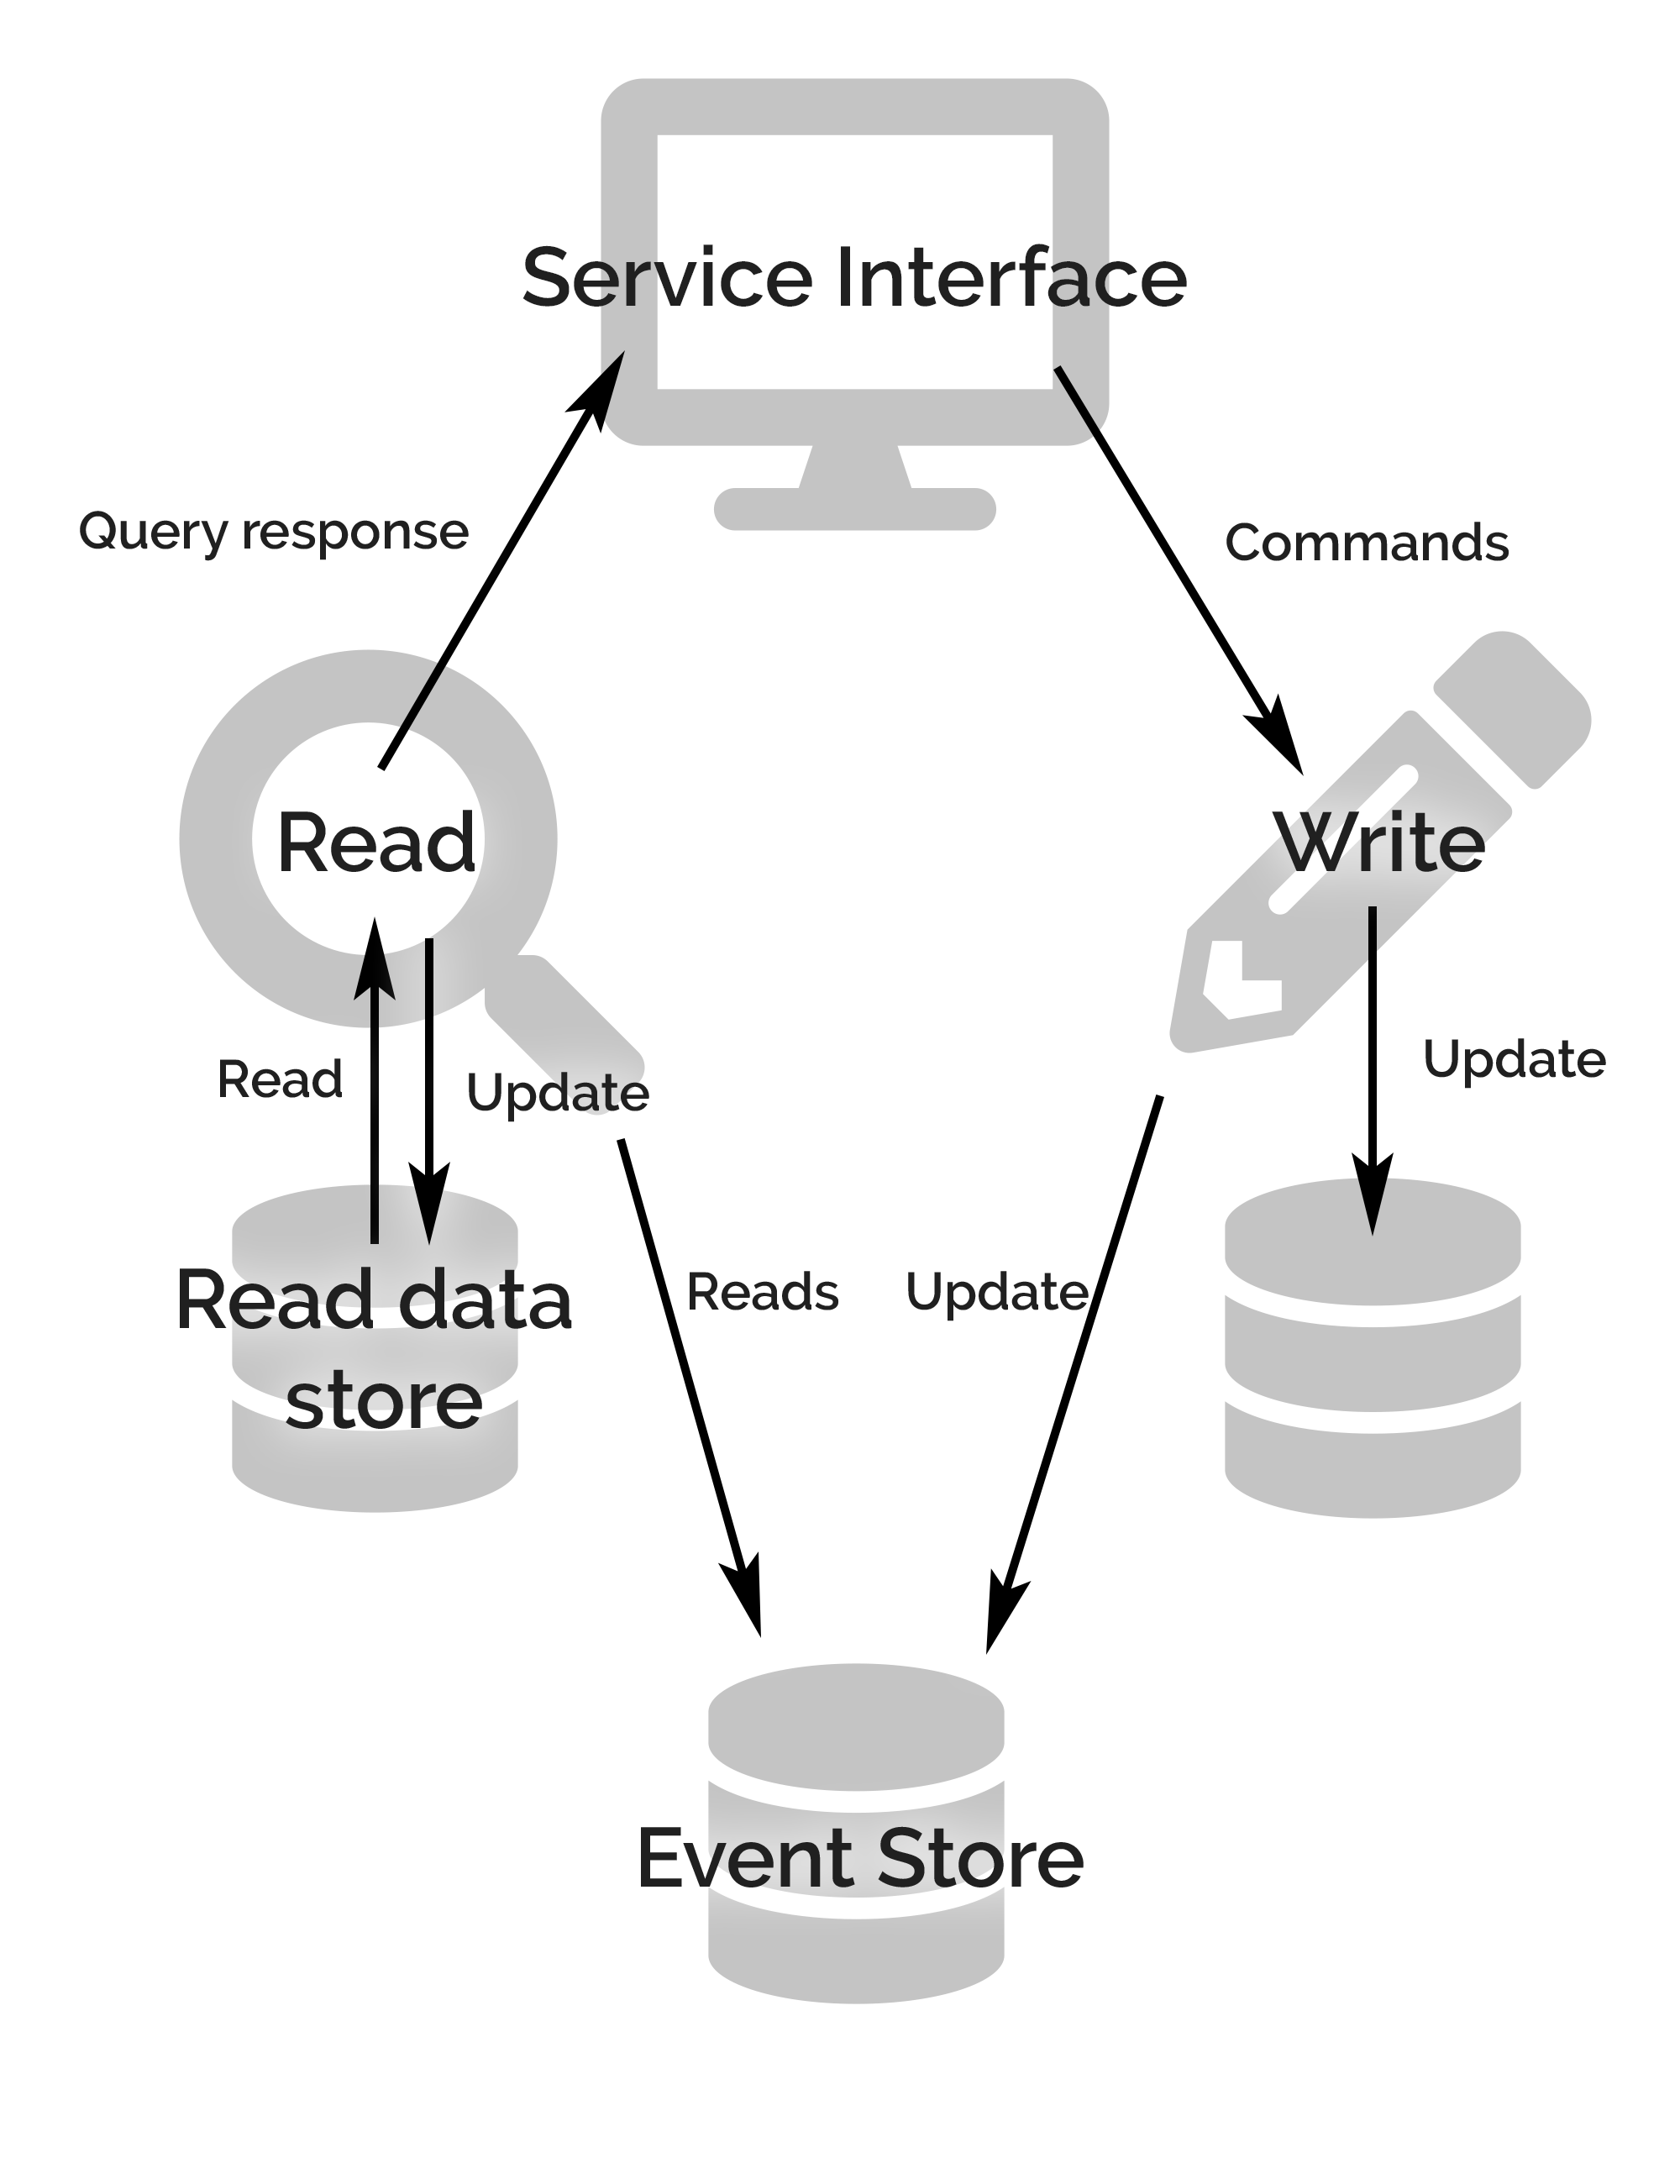 Service Interface
Query response
Commands
Read
Write
Read
Update
Update
Read data
store
Reads
Update
Event Store